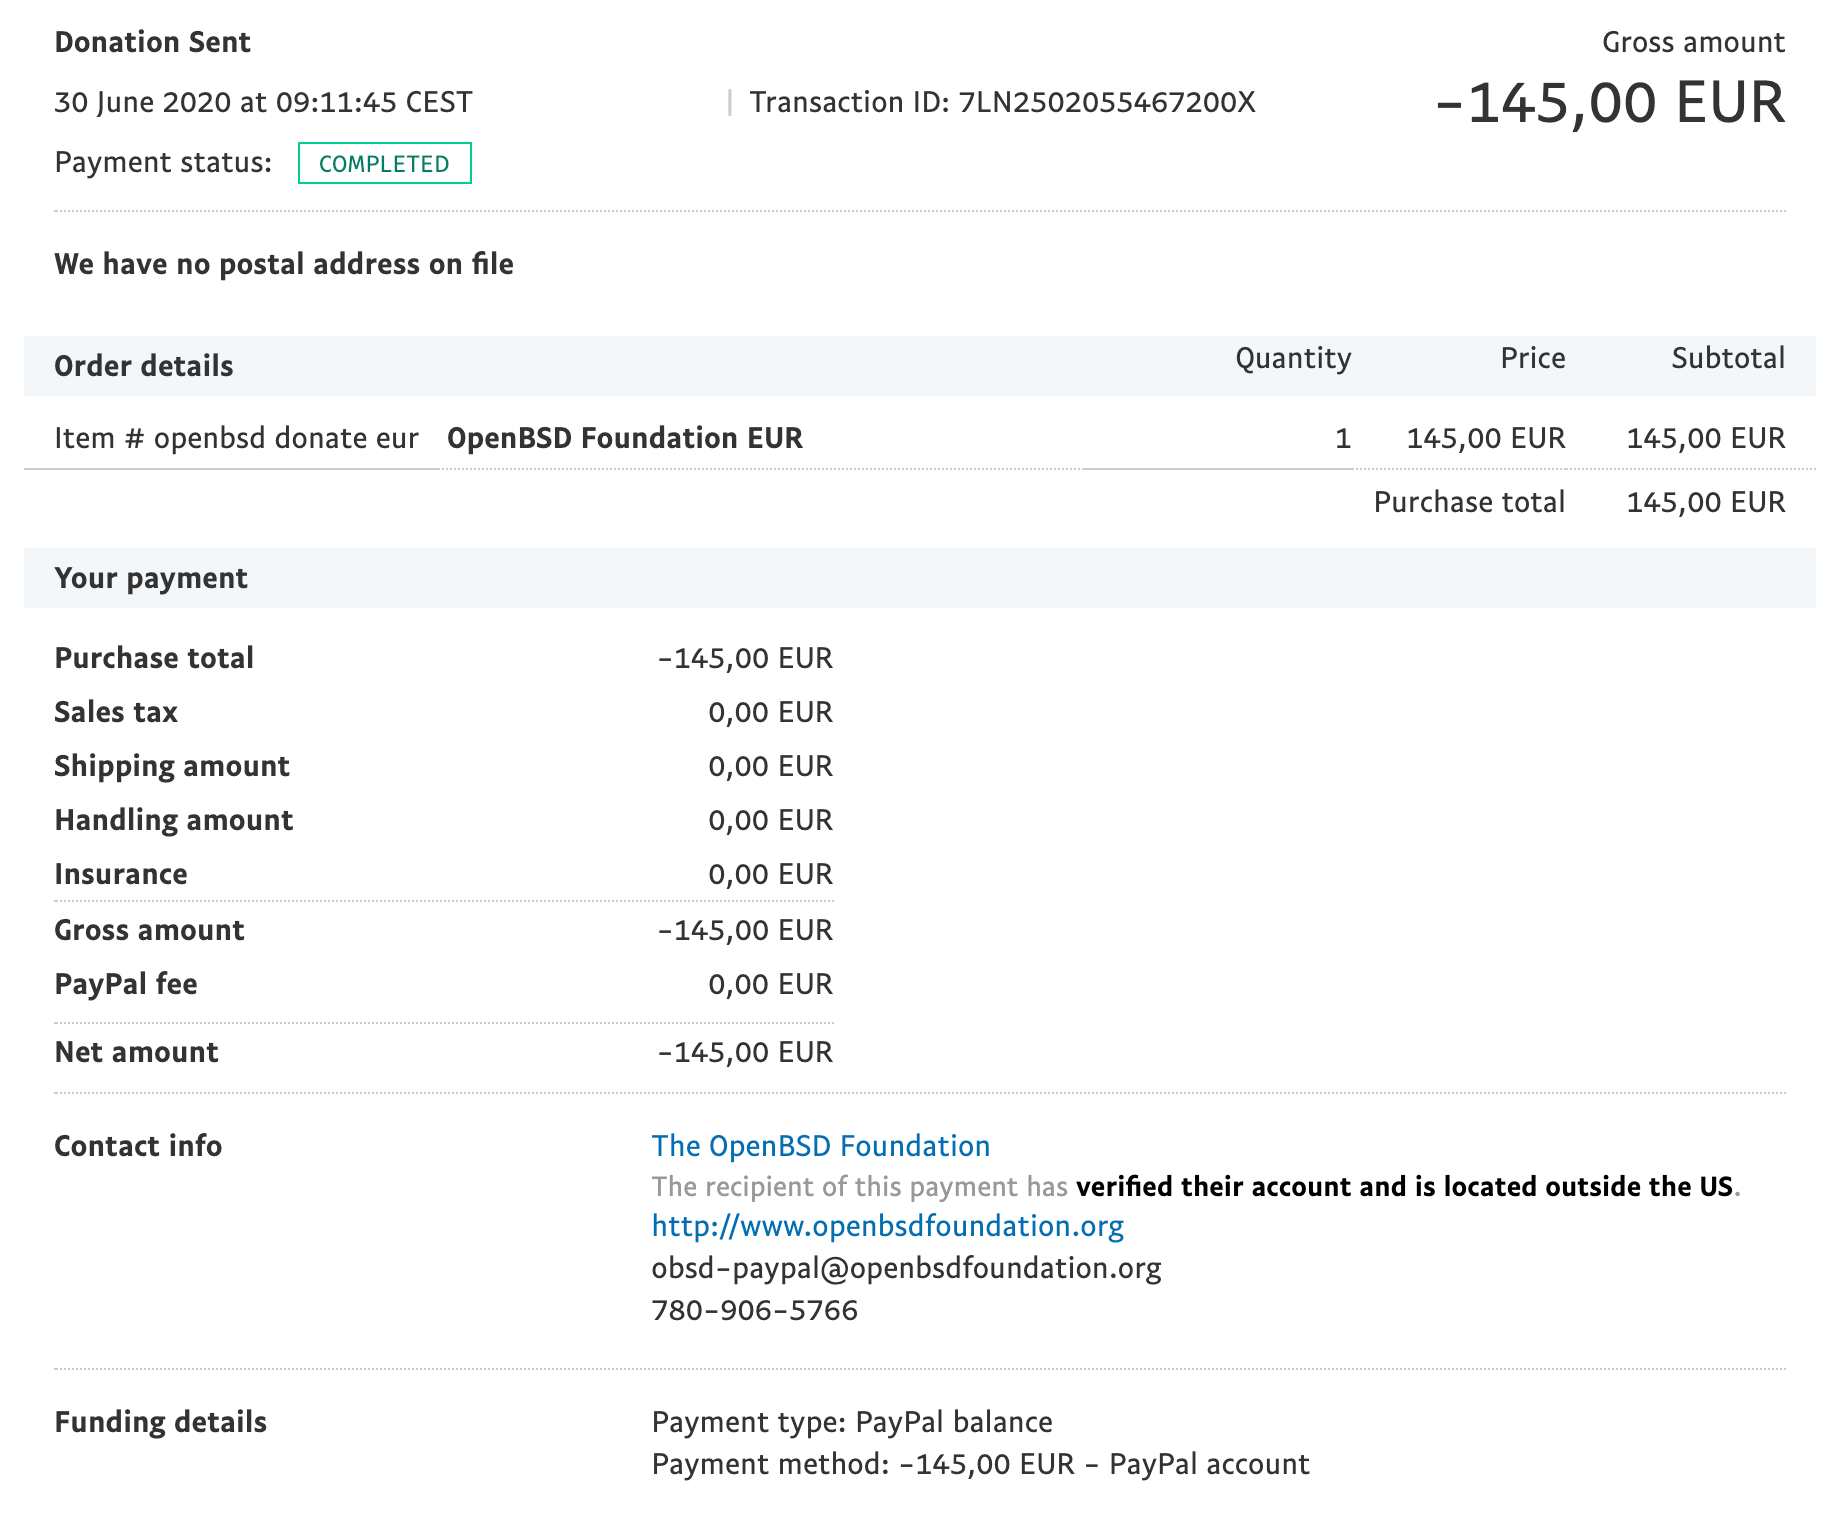 Donation Sent
Gross amount
30 June 2020 at 09:11:45 CEST | Transaction ID: 7LN2502055467200X
-145,00 EUR
Payment status: COMPLETED
We have no postal address on file
Order details Quantity Price Subtotal
Item # openbsd donate eur OpenBSD Foundation EUR 1 145,00 EUR 145,00 EUR
Purchase total 145,00 EUR
Your payment
Purchase total -145,00 EUR
Sales tax 0,00 EUR
Shipping amount 0,00 EUR
Handling amount 0,00 EUR
Insurance 0,00 EUR
Gross amount -145,00 EUR
PayPal fee 0,00 EUR
Net amount -145,00 EUR
Contact info The OpenBSD Foundation
The recipient of this payment has verified their account and is located outside the US.
http://www.openbsdfoundation.org
obsd-paypal@openbsdfoundation.org
780-906-5766
Funding details Payment type: PayPal balance
Payment method: -145,00 EUR - PayPal account